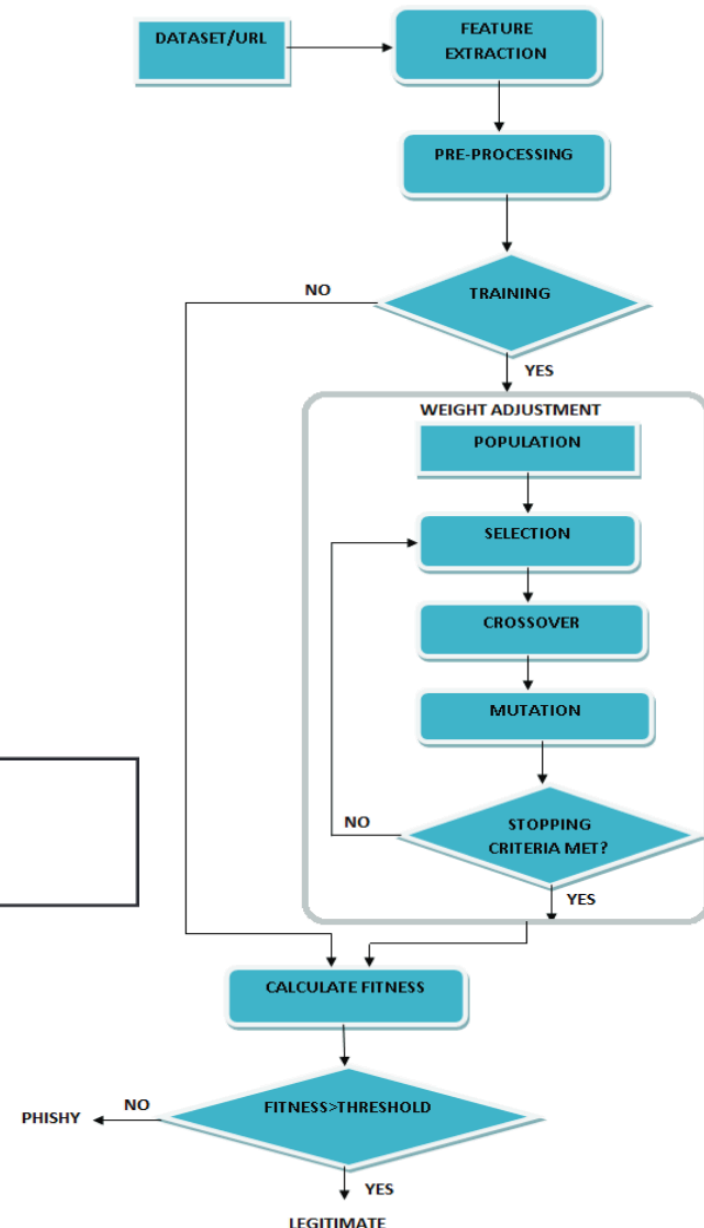 DATASET/URL
FEATURE
EXTRACTION
PRE-PROCESSING
TRAINING
NO
YES
WEIGHT ADJUSTMENT
POPULATION
SELECTION
CROSSOVER
MUTATION
STOPPING
CRITERIA MET?
NO
YES
CALCULATE FITNESS
FITNESS>THRESHOLD
NO
PHISHY
YES
LEGITIMATE